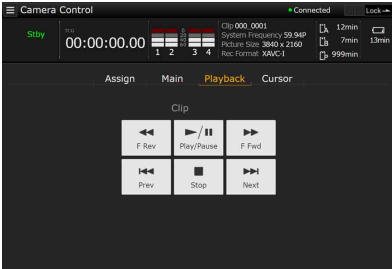 Camera Control
Connected
Lock
Stby
TCG
00:00:00.00
1 2 3 4
Clip 000_0001
System Frequency 59.94P
Picture Size 3840 x 2160
Rec Format XAVC-I
A 12min
B 7min
P 999min
13min
Assign Main Playback Cursor
Clip
F Rev Play/Pause F Fwd
Prev Stop Next